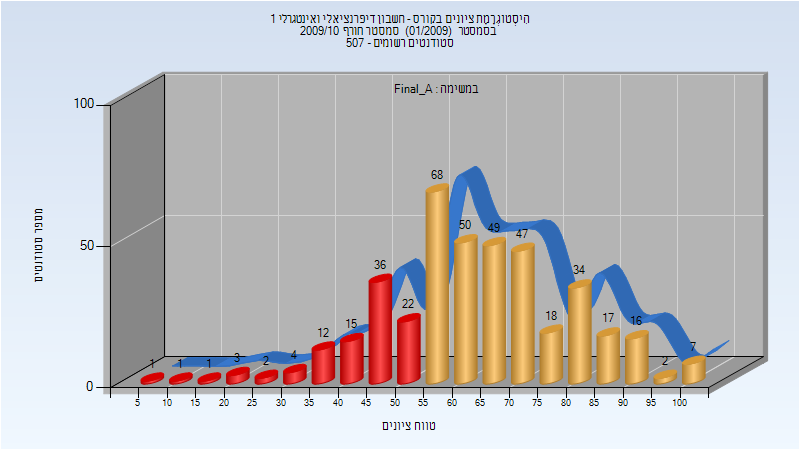 היסטוגרמת ציונים בקורס - חשבון דיפרנציאלי ואינטגרלי 1
בסמסטר (01/2009) סמסטר חורף 2009/10
סטודנטים רשומים - 507
במשימה : Final_A
100
50
0
מספר סטודנטים
1 1 1 3 2 4 12 15 36 22 68 50 49 47 18 34 17 16 2 7
5 10 15 20 25 30 35 40 45 50 55 60 65 70 75 80 85 90 95 100
טווח ציונים